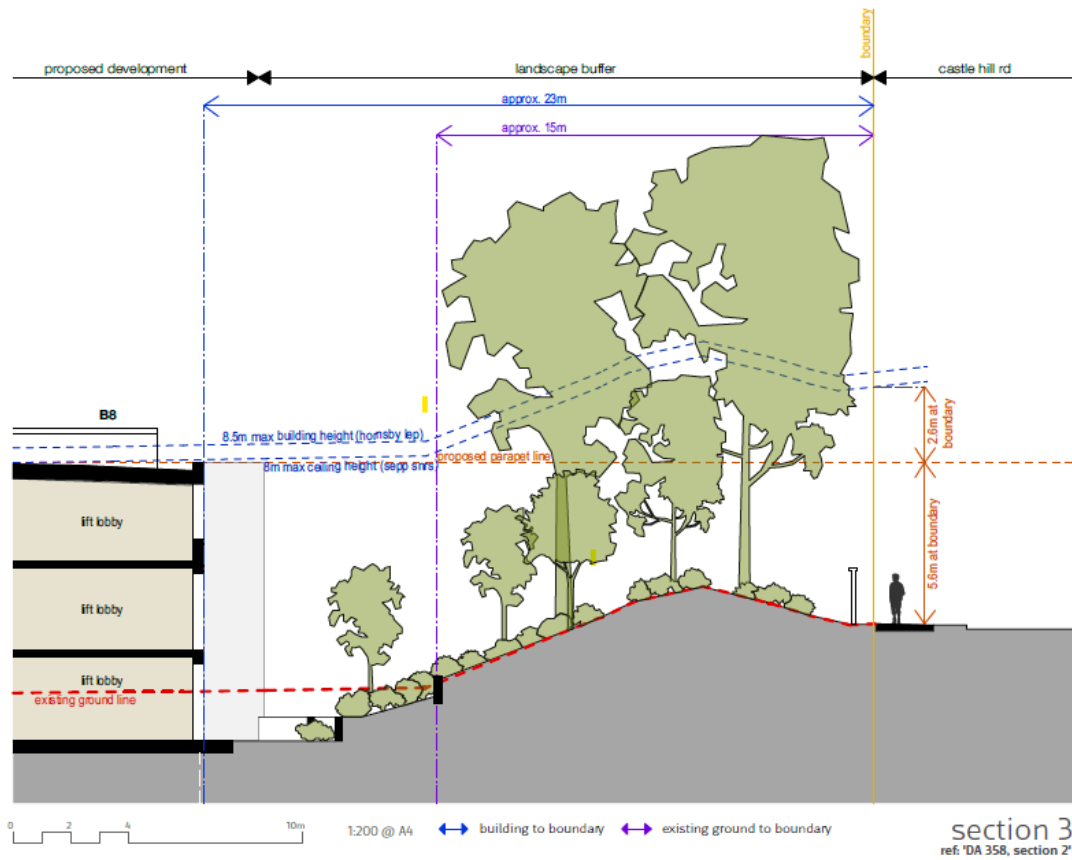 boundary
proposed development
landscape buffer
castle hill rd
approx. 23m
approx. 15m
B8
8.5m max building height (hornsby lep)
proposed parapet line
8m max ceiling height (sepp snrs)
2.6m at
boundary
lift lobby
5.6m at boundary
lift lobby
lift lobby
existing ground line
0 2 4 10m
1:200 @ A4
building to boundary
existing ground to boundary
section 3
ref: 'DA 358, section 2'